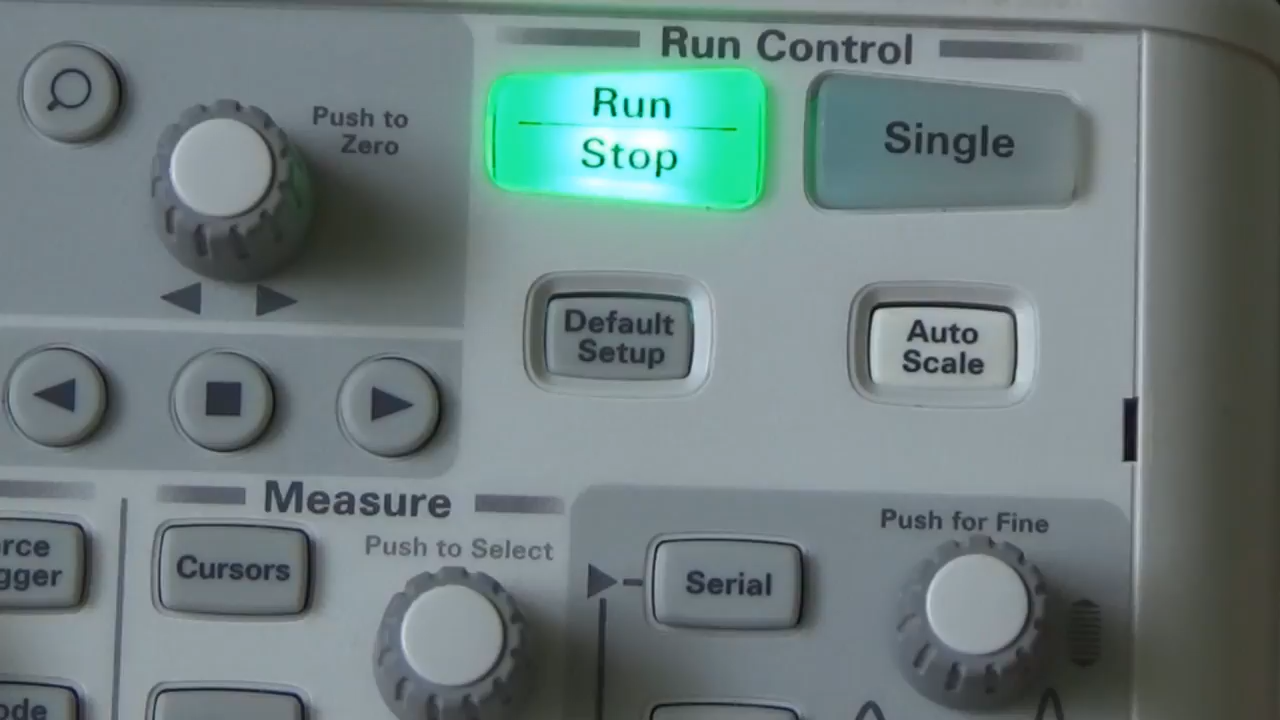 Run Control
Run
Stop
Single
Push to
Zero
Default
Setup
Auto
Scale
Measure
Push to Select
Cursors
Push for Fine
Serial